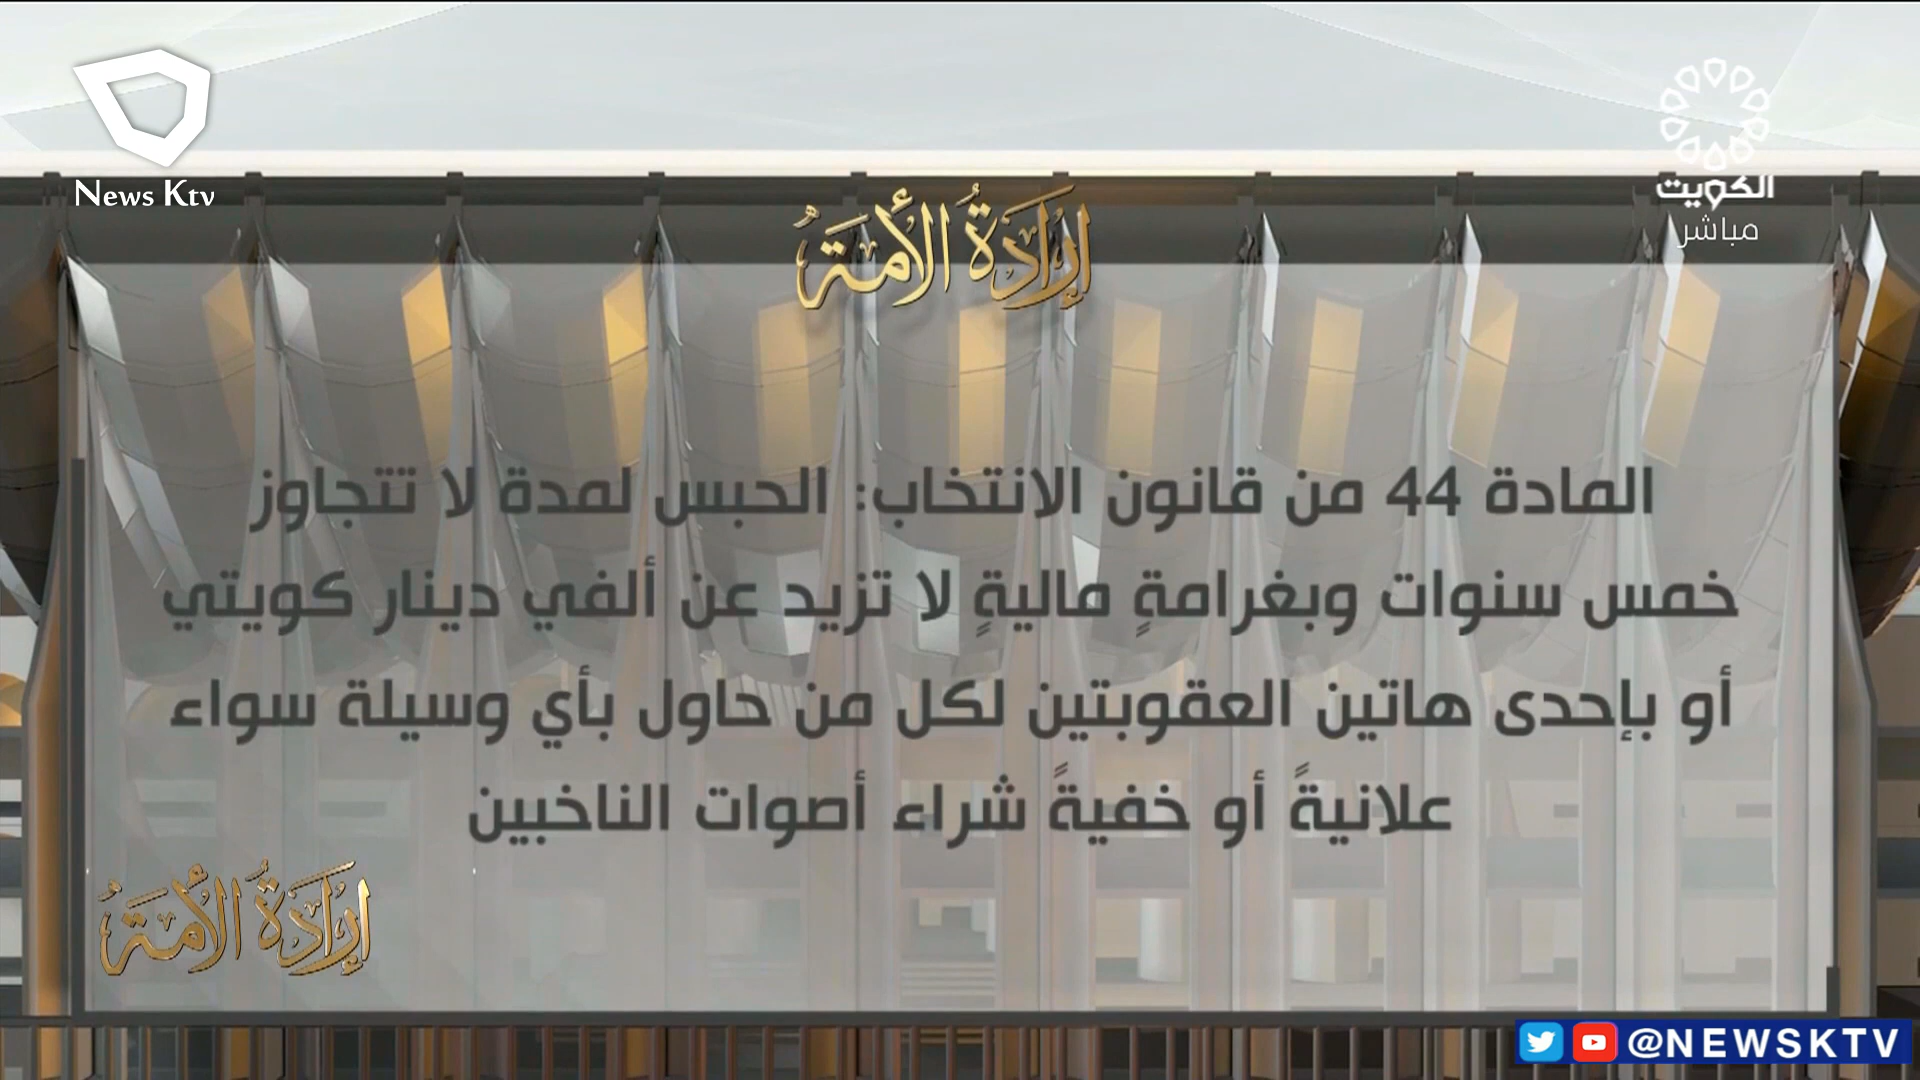 News Ktv
الكويت
مباشر
إرادة الأمة
المادة 44 من قانون الانتخاب: الحبس لمدة لا تتجاوز
خمس سنوات وبغرامةٍ ماليةٍ لا تزيد عن ألفي دينار كويتي
أو بإحدى هاتين العقوبتين لكل من حاول بأي وسيلة سواء
علانيةً أو خفيةً شراء أصوات الناخبين
إرادة الأمة
@NEWSKTV